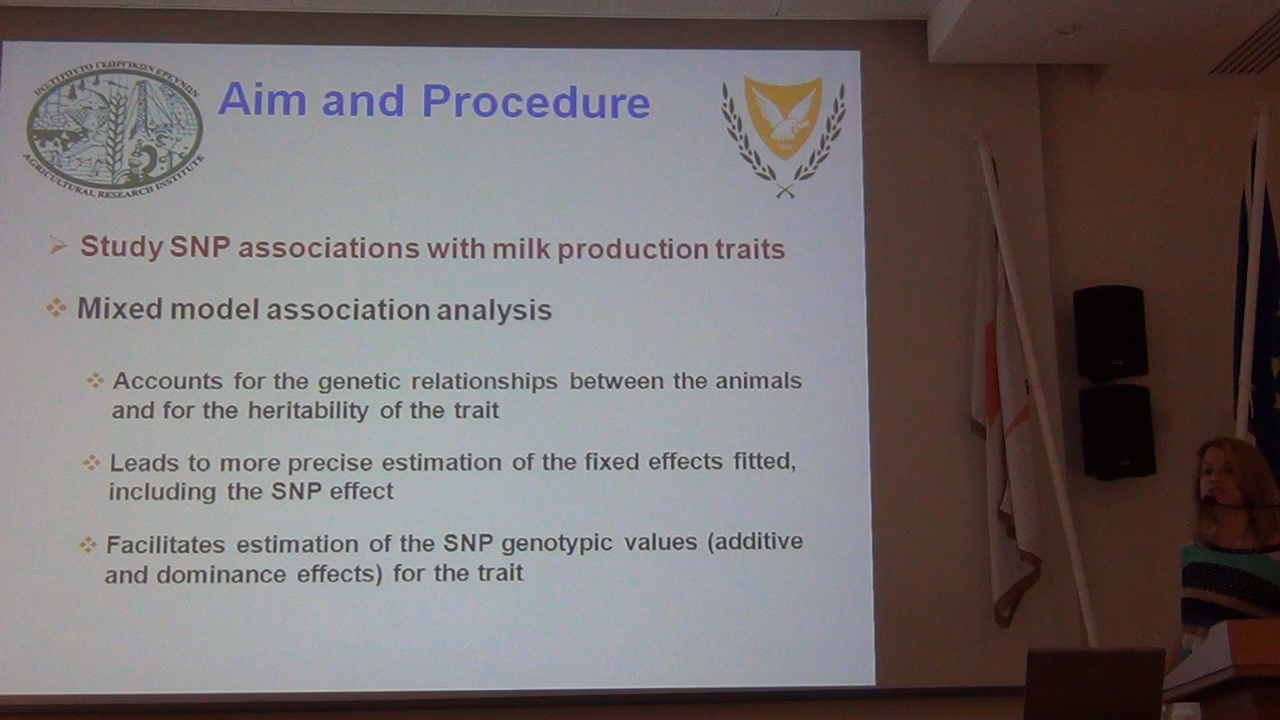 ΙΝΣΤΙΤΟΥΤΟ ΓΕΩΡΓΙΚΩΝ ΕΡΕΥΝΩΝ
Aim and Procedure
AGRICULTURAL RESEARCH INSTITUTE
Study SNP associations with milk production traits
Mixed model association analysis
Accounts for the genetic relationships between the animals
and for the heritability of the trait
Leads to more precise estimation of the fixed effects fitted,
including the SNP effect
Facilitates estimation of the SNP genotypic values (additive
and dominance effects) for the trait